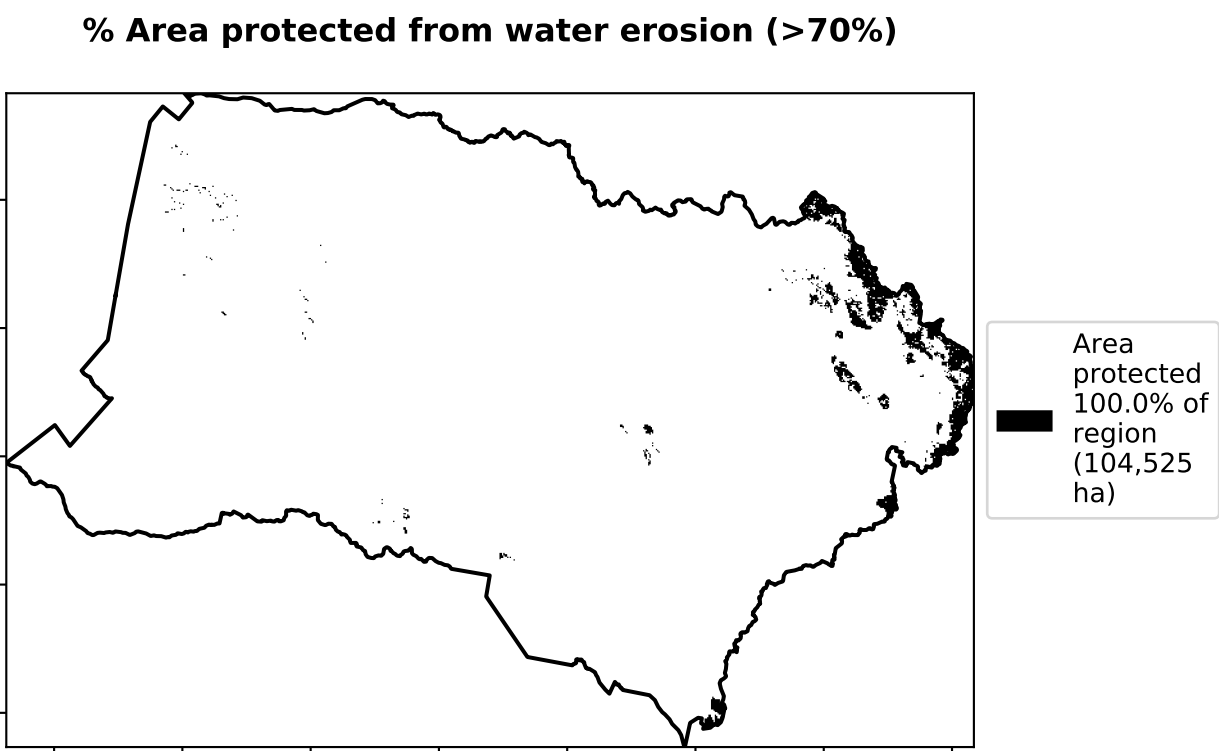 % Area protected from water erosion (>70%)
Area
protected
100.0% of
region
(104,525
ha)